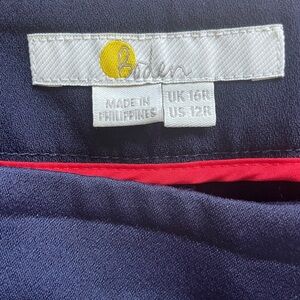 Boden
MADE IN
PHILIPPINES
UK 16R
US 12R